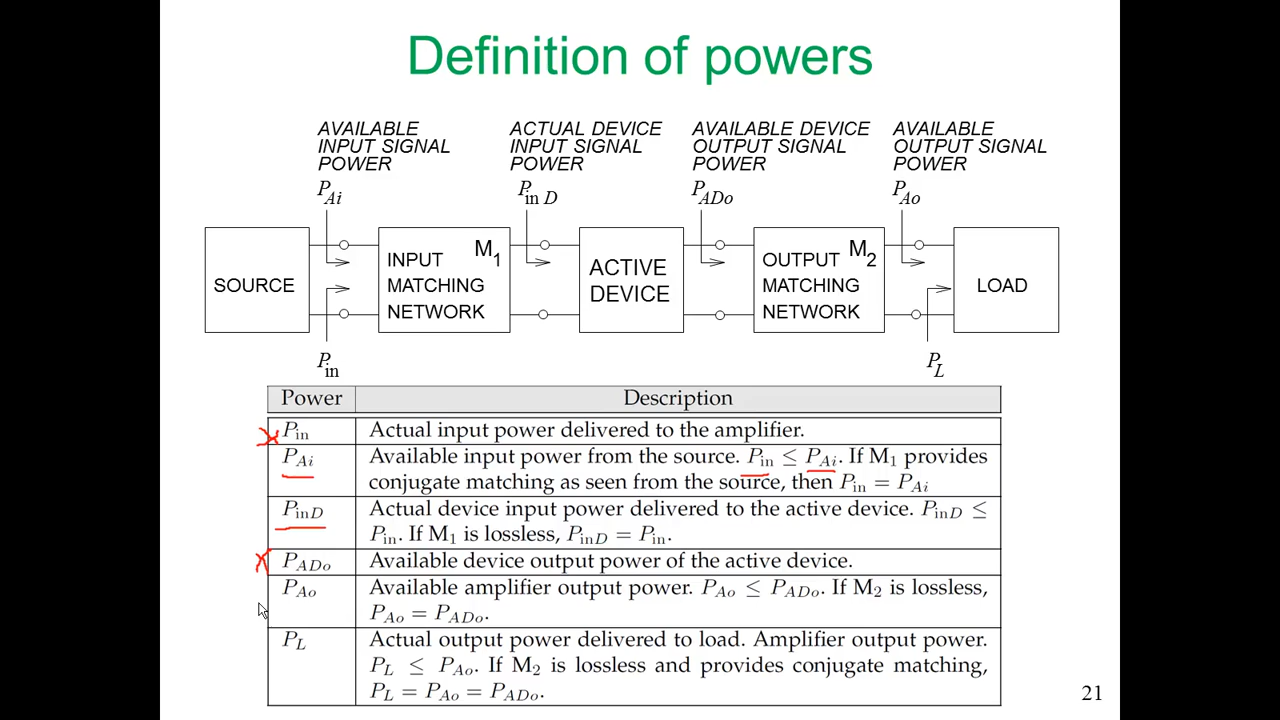 Definition of powers
AVAILABLE
INPUT SIGNAL
POWER
P_Ai
ACTUAL DEVICE
INPUT SIGNAL
POWER
P_in D
AVAILABLE DEVICE
OUTPUT SIGNAL
POWER
P_ADo
AVAILABLE
OUTPUT SIGNAL
POWER
P_Ao
SOURCE
INPUT M_1
MATCHING
NETWORK
ACTIVE
DEVICE
OUTPUT M_2
MATCHING
NETWORK
LOAD
P_in
P_L
Power Description
P_in Actual input power delivered to the amplifier.
P_Ai Available input power from the source. P_in ≤ P_Ai. If M_1 provides
conjugate matching as seen from the source, then P_in = P_Ai
P_inD Actual device input power delivered to the active device. P_inD ≤
P_in. If M_1 is lossless, P_inD = P_in.
P_ADo Available device output power of the active device.
P_Ao Available amplifier output power. P_Ao ≤ P_ADo. If M_2 is lossless,
P_Ao = P_ADo.
P_L Actual output power delivered to load. Amplifier output power.
P_L ≤ P_Ao. If M_2 is lossless and provides conjugate matching,
P_L = P_Ao = P_ADo.
21